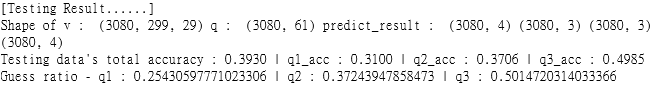 [Testing Result......]
Shape of v : (3080, 299, 29) q : (3080, 61) predict_result : (3080, 4) (3080, 3) (3080, 3)
(3080, 4)
Testing data's total accuracy : 0.3930 | q1_acc : 0.3100 | q2_acc : 0.3706 | q3_acc : 0.4985
Guess ratio - q1 : 0.25430597771023306 | q2 : 0.37243947858473 | q3 : 0.5014720314033366